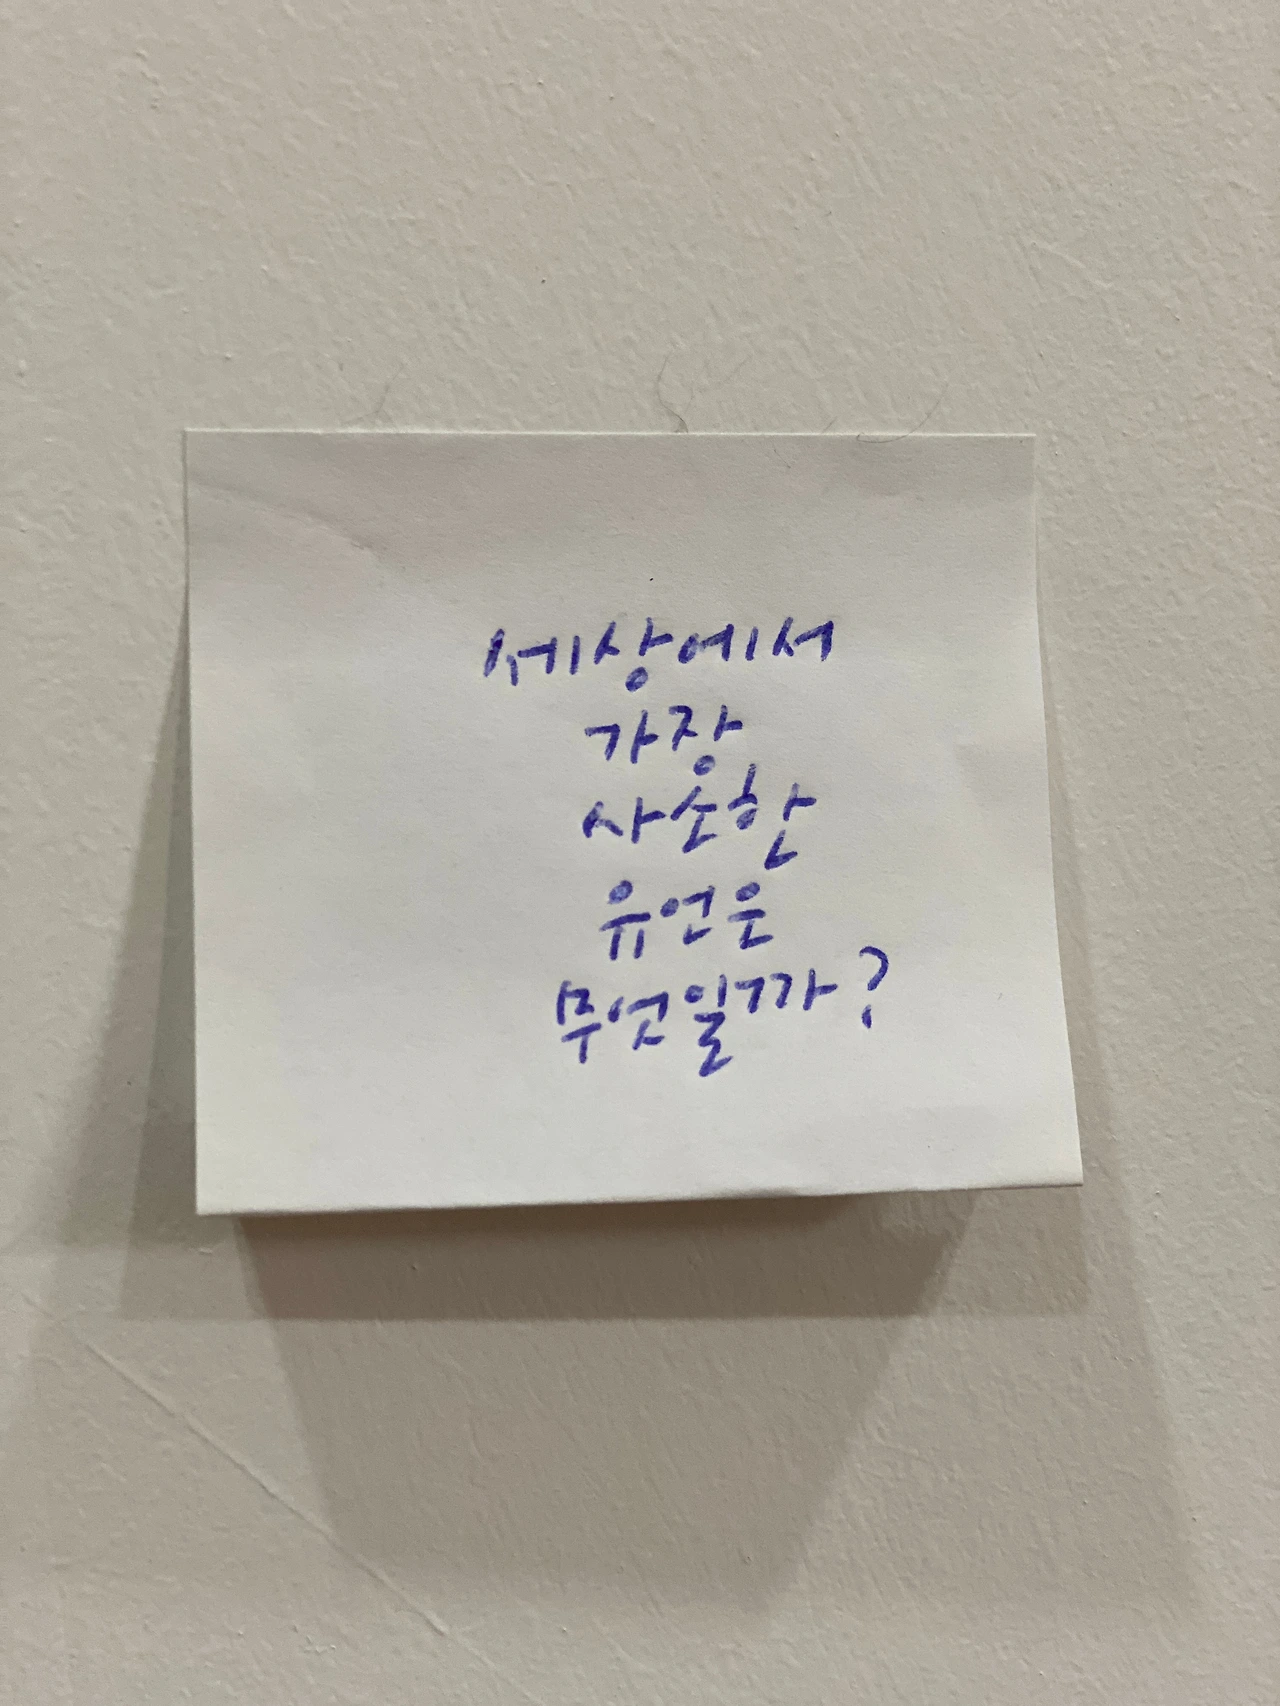 세상에서
가장
사소한
유언은
무엇일까?